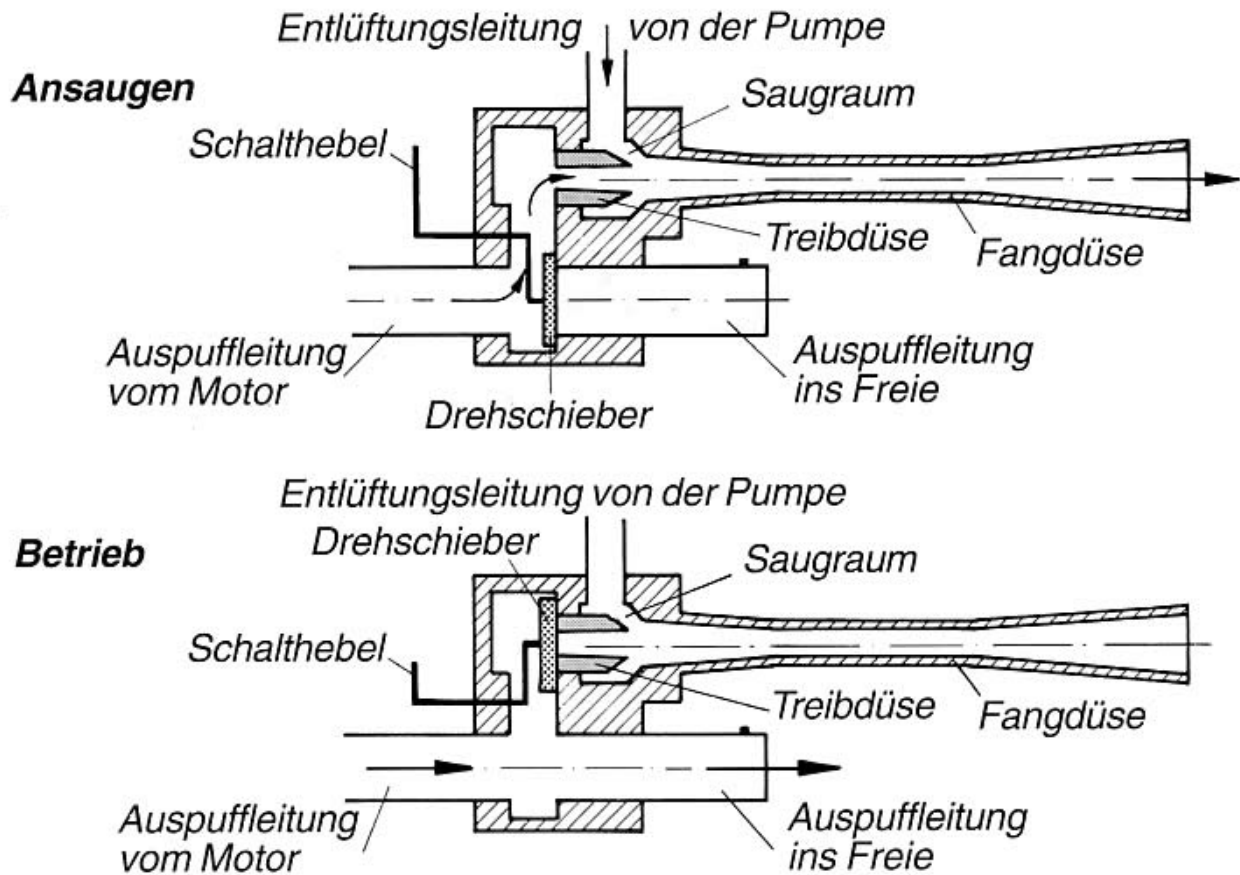 Entlüftungsleitung von der Pumpe
Ansaugen
Saugraum
Schalthebel
Treibdüse
Fangdüse
Auspuffleitung
vom Motor
Auspuffleitung
ins Freie
Drehschieber
Entlüftungsleitung von der Pumpe
Drehschieber
Betrieb
Saugraum
Schalthebel
Treibdüse
Fangdüse
Auspuffleitung
vom Motor
Auspuffleitung
ins Freie